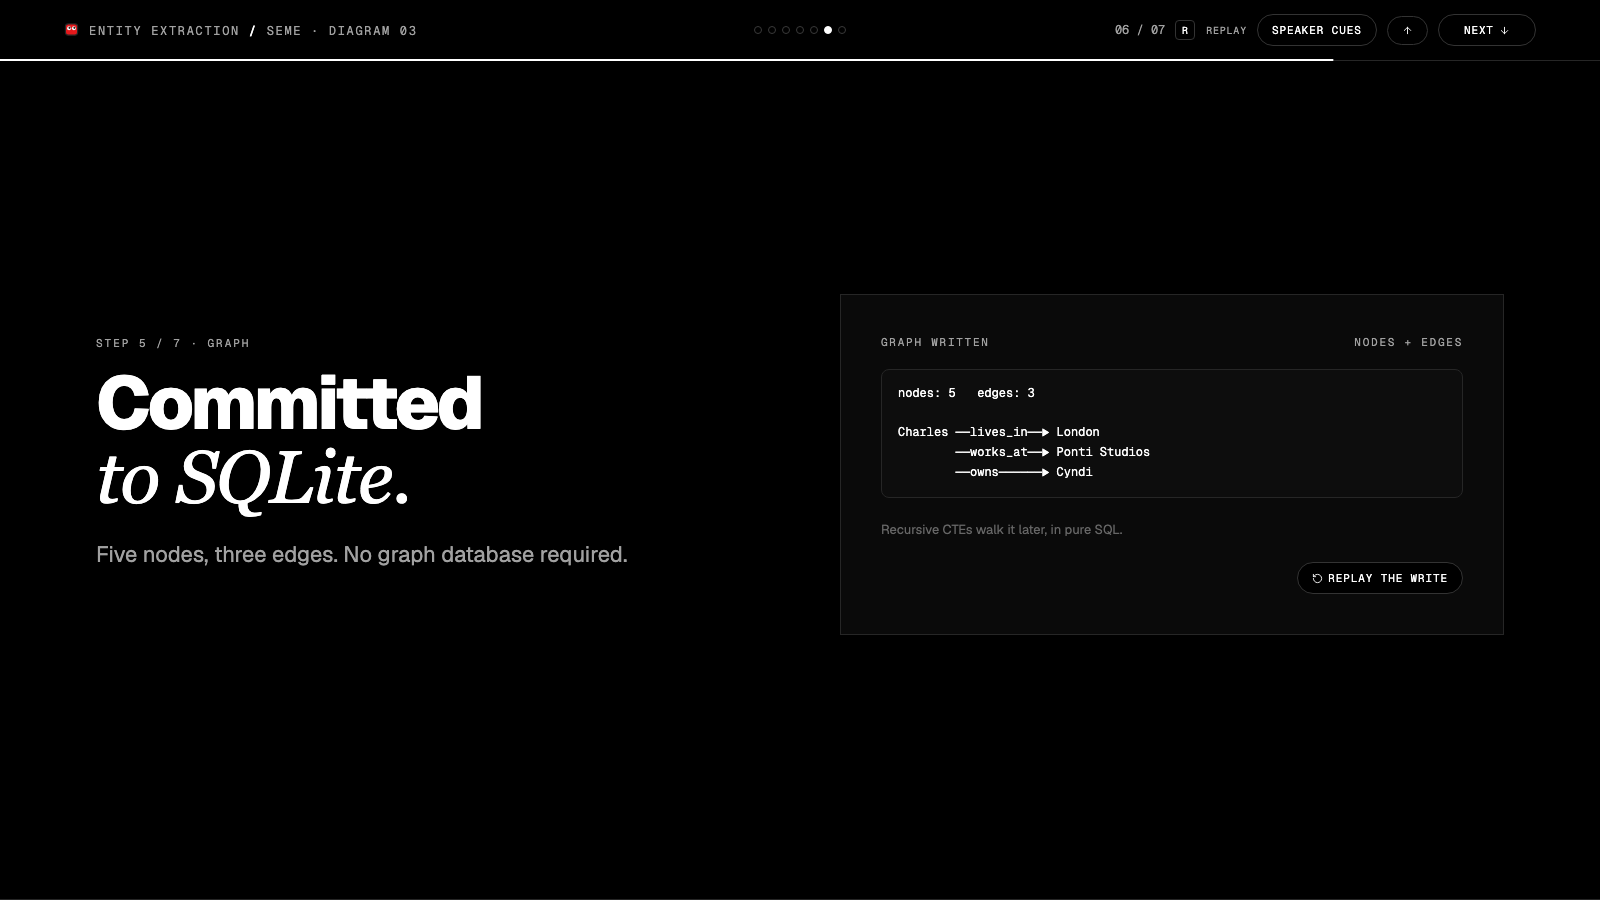 ENTITY EXTRACTION / SEME · DIAGRAM 03
06 / 07 R REPLAY SPEAKER CUES ↑ NEXT ↓
STEP 5 / 7 · GRAPH
Committed
to SQLite.
Five nodes, three edges. No graph database required.
GRAPH WRITTEN NODES + EDGES
nodes: 5 edges: 3
Charles ──lives_in──▶ London
──works_at──▶ Ponti Studios
──owns──────▶ Cyndi
Recursive CTEs walk it later, in pure SQL.
REPLAY THE WRITE